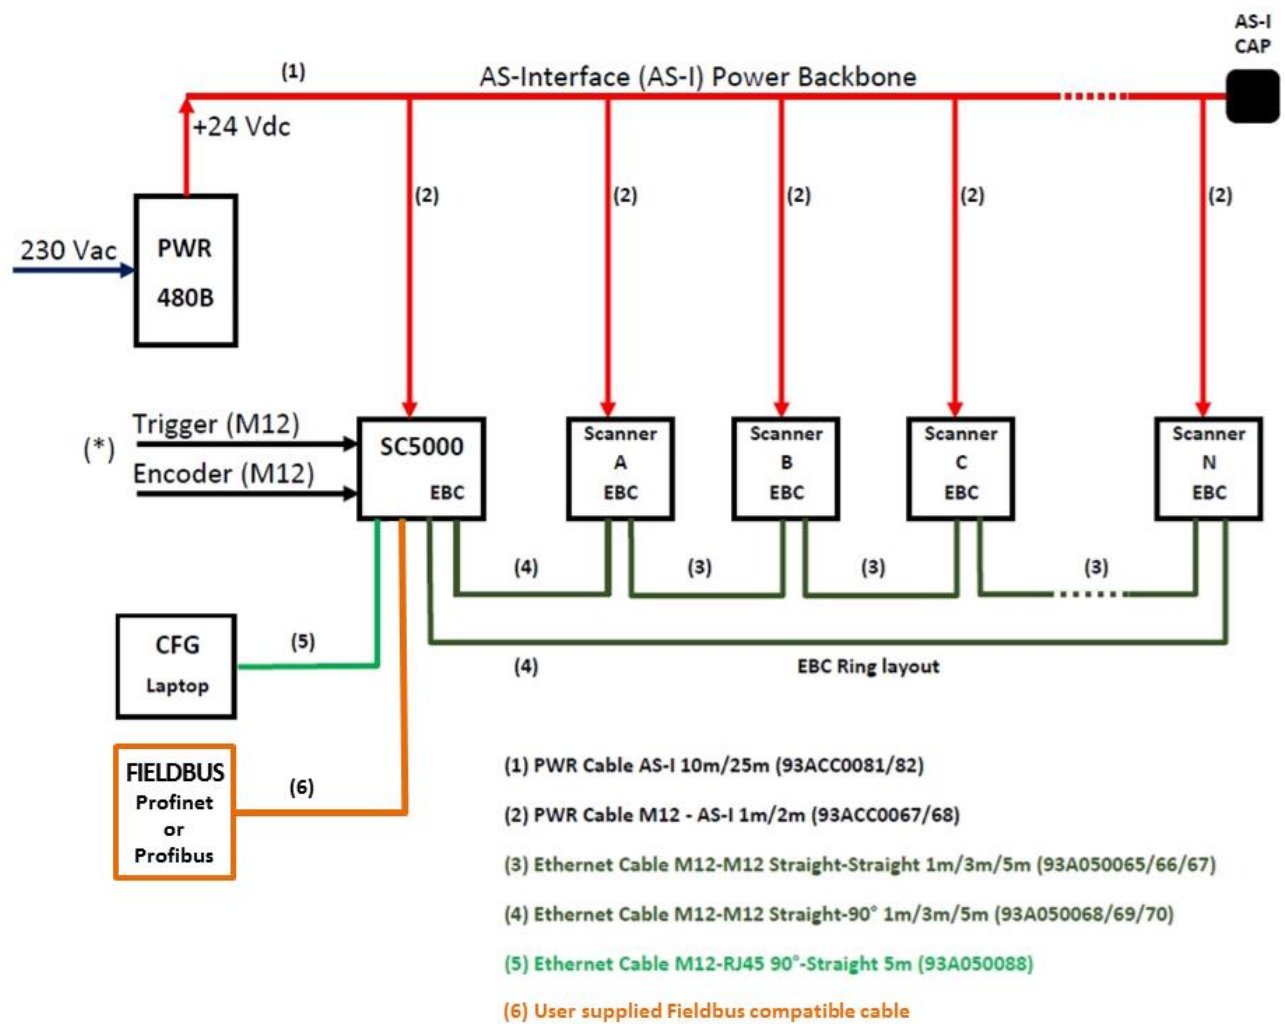 AS-I
CAP
(1)
AS-Interface (AS-I) Power Backbone
+24 Vdc
(2)
(2)
(2)
(2)
(2)
230 Vac
PWR
480B
(*)
Trigger (M12)
Encoder (M12)
SC5000
EBC
Scanner
A
EBC
Scanner
B
EBC
Scanner
C
EBC
Scanner
N
EBC
(4)
(3)
(3)
(3)
CFG
Laptop
(5)
(4)
EBC Ring layout
FIELDBUS
Profinet
or
Profibus
(6)
(1) PWR Cable AS-I 10m/25m (93ACC0081/82)
(2) PWR Cable M12 - AS-I 1m/2m (93ACC0067/68)
(3) Ethernet Cable M12-M12 Straight-Straight 1m/3m/5m (93A050065/66/67)
(4) Ethernet Cable M12-M12 Straight-90° 1m/3m/5m (93A050068/69/70)
(5) Ethernet Cable M12-RJ45 90°-Straight 5m (93A050088)
(6) User supplied Fieldbus compatible cable